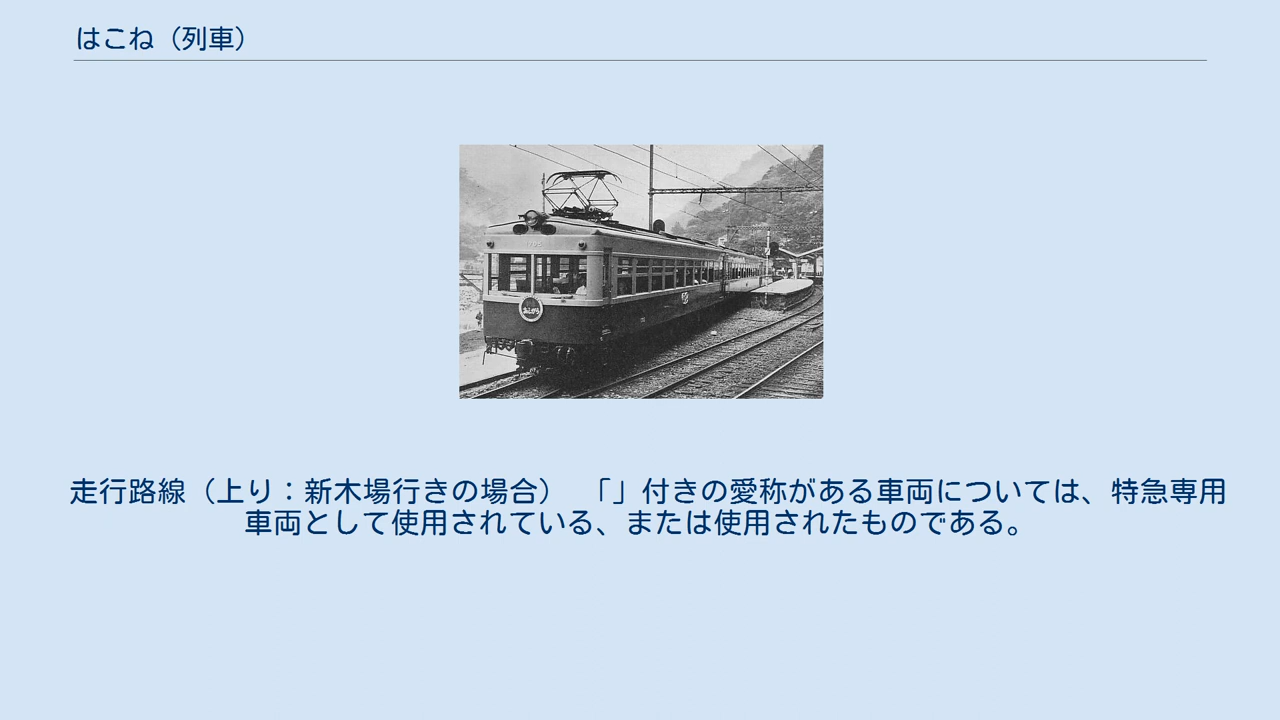 はこね（列車）
走行路線（上り：新木場行きの場合）　「」付きの愛称がある車両については、特急専用
車両として使用されている、または使用されたものである。